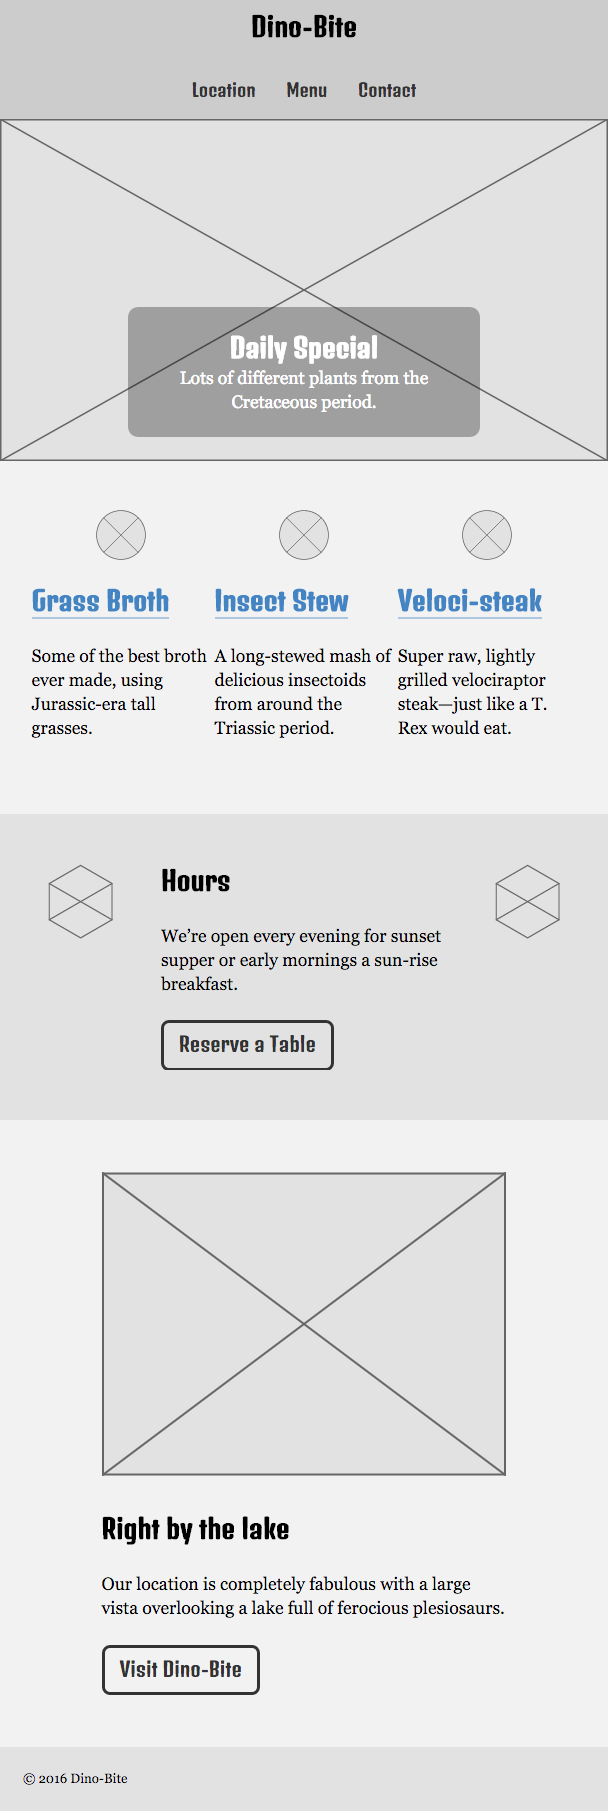 Dino-Bite
Location Menu Contact
Daily Special
Lots of different plants from the
Cretaceous period.
Grass Broth
Some of the best broth
ever made, using
Jurassic-era tall
grasses.
Insect Stew
A long-stewed mash of
delicious insectoids
from around the
Triassic period.
Veloci-steak
Super raw, lightly
grilled velociraptor
steak—just like a T.
Rex would eat.
Hours
We’re open every evening for sunset
supper or early mornings a sun-rise
breakfast.
Reserve a Table
Right by the lake
Our location is completely fabulous with a large
vista overlooking a lake full of ferocious plesiosaurs.
Visit Dino-Bite
© 2016 Dino-Bite